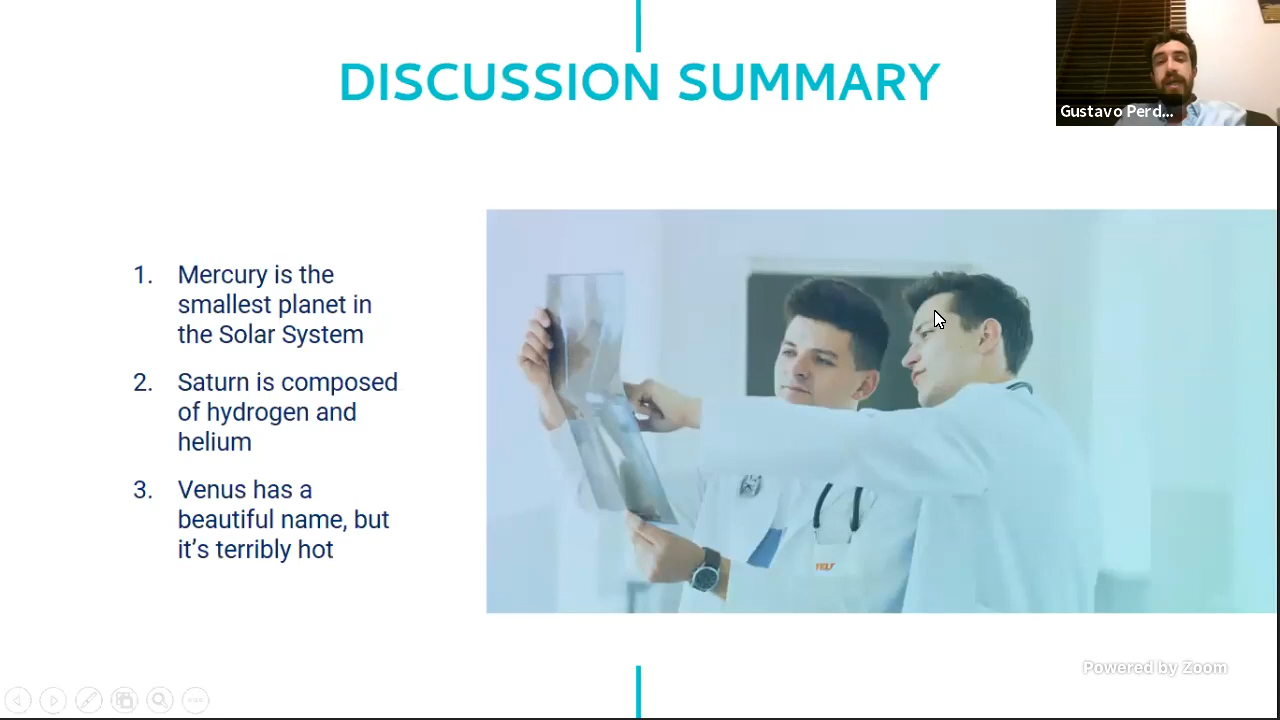 DISCUSSION SUMMARY
Gustavo Perd...
1. Mercury is the
smallest planet in
the Solar System
2. Saturn is composed
of hydrogen and
helium
3. Venus has a
beautiful name, but
it's terribly hot
Powered by Zoom